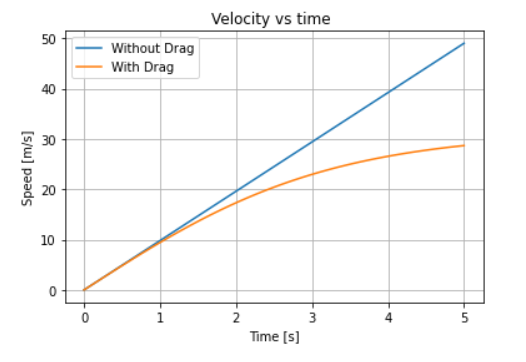 Velocity vs time
Without Drag
With Drag
50
40
30
20
10
0
Speed [m/s]
0 1 2 3 4 5
Time [s]